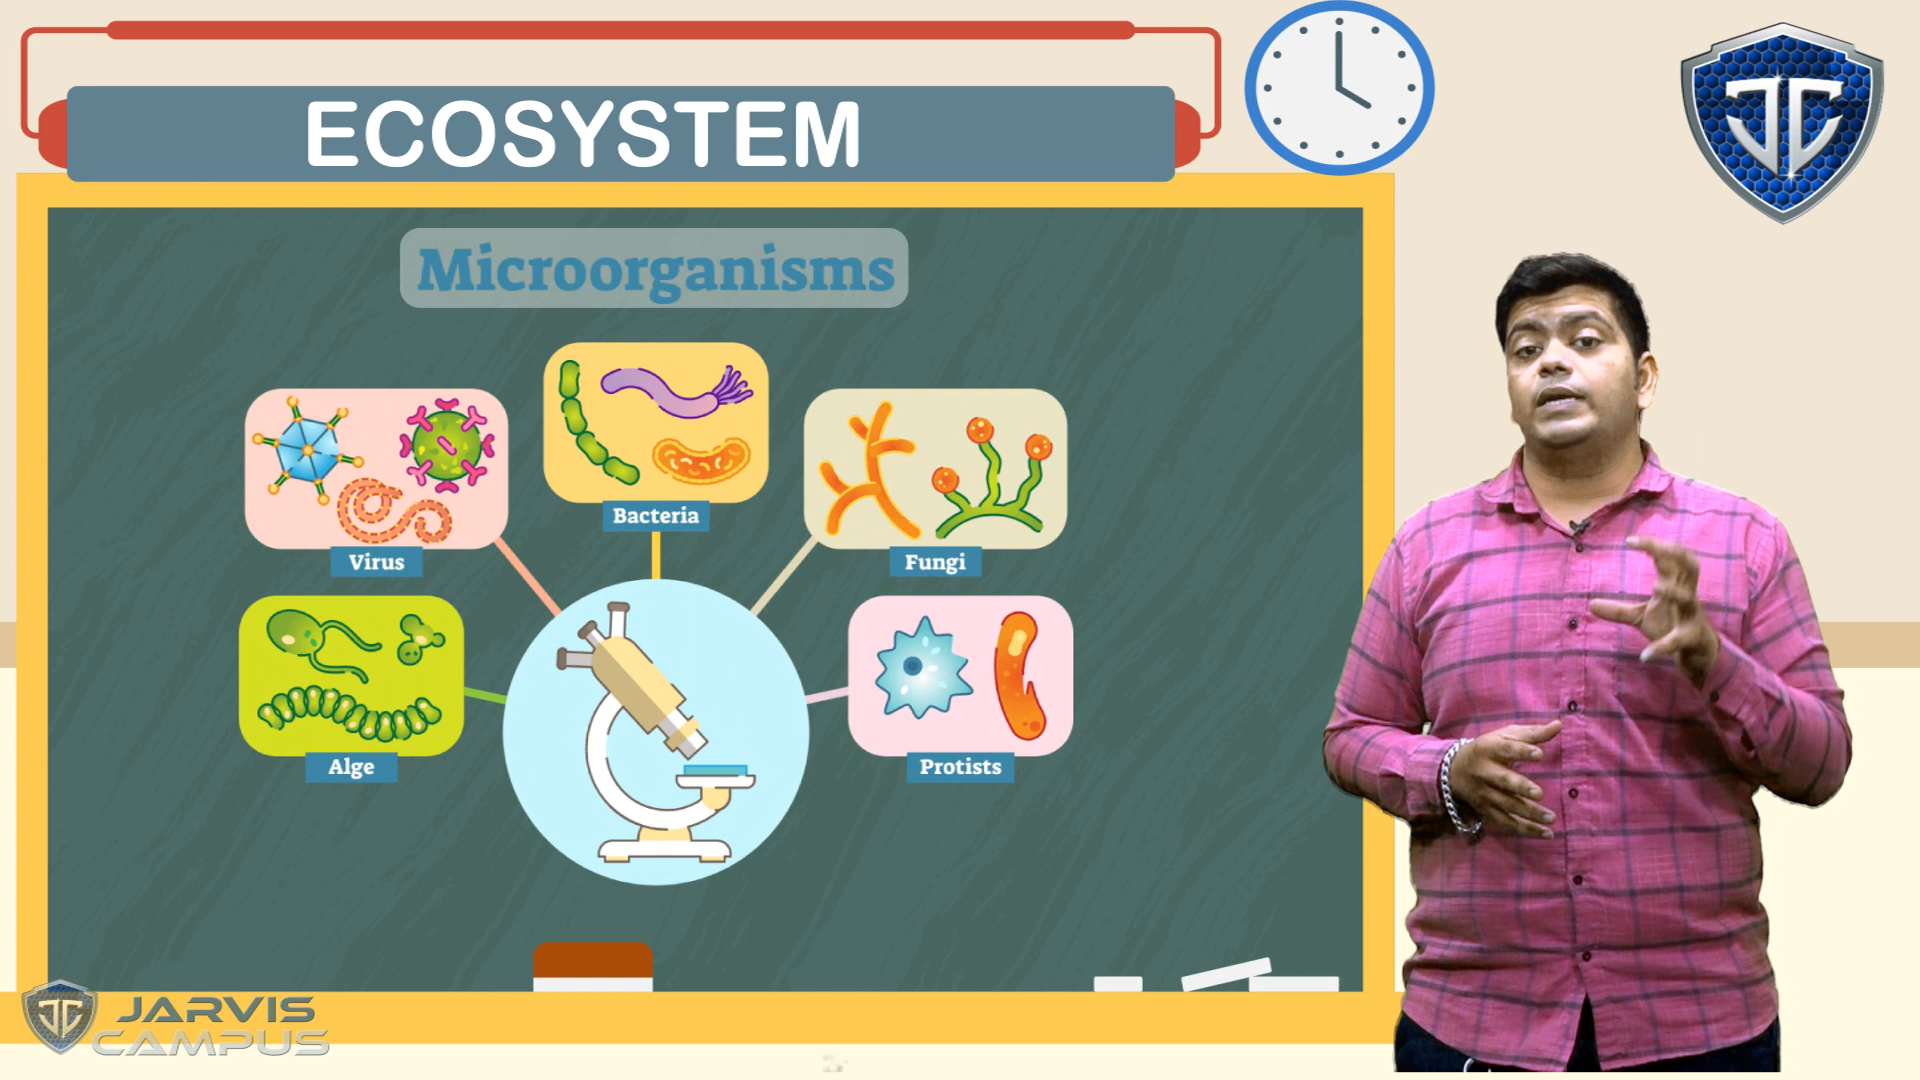 ECOSYSTEM
Microorganisms
Bacteria
Virus
Fungi
Alge
Protists
JARVIS
CAMPUS